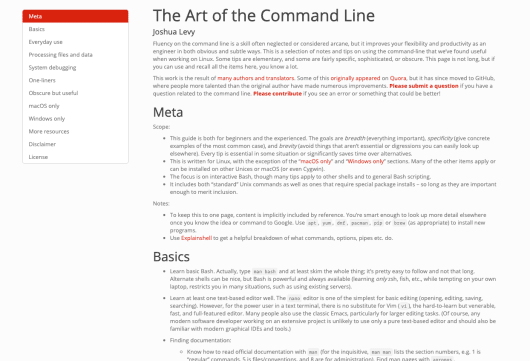 Meta
Basics
Everyday use
Processing files and data
System debugging
One-liners
Obscure but useful
macOS only
Windows only
More resources
Disclaimer
License
The Art of the Command Line
Joshua Levy
Fluency on the command line is a skill often neglected or considered arcane, but it improves your flexibility and productivity as an
engineer in both obvious and subtle ways. This is a selection of notes and tips on using the command-line that we've found useful
when working on Linux. Some tips are elementary, and some are fairly specific, sophisticated, or obscure. This page is not long, but if
you can use and recall all the items here, you know a lot.
This work is the result of many authors and translators. Some of this originally appeared on Quora, but it has since moved to GitHub,
where people more talented than the original author have made numerous improvements. Please submit a question if you have a
question related to the command line. Please contribute if you see an error or something that could be better!
Meta
Scope:
• This guide is both for beginners and the experienced. The goals are breadth (everything important), specificity (give concrete
examples of the most common case), and brevity (avoid things that aren't essential or digressions you can easily look up
elsewhere). Every tip is essential in some situation or significantly saves time over alternatives.
• This is written for Linux, with the exception of the "macOS only" and "Windows only" sections. Many of the other items apply or
can be installed on other Unices or macOS (or even Cygwin).
• The focus is on interactive Bash, though many tips apply to other shells and to general Bash scripting.
• It includes both "standard" Unix commands as well as ones that require special package installs – so long as they are important
enough to merit inclusion.
Notes:
• To keep this to one page, content is implicitly included by reference. You're smart enough to look up more detail elsewhere
once you know the idea or command to Google. Use apt, yum, dnf, pacman, pip or brew (as appropriate) to install new
programs.
• Use Explainshell to get a helpful breakdown of what commands, options, pipes etc. do.
Basics
• Learn basic Bash. Actually, type man bash and at least skim the whole thing; it's pretty easy to follow and not that long.
Alternate shells can be nice, but Bash is powerful and always available (learning only zsh, fish, etc., while tempting on your own
laptop, restricts you in many situations, such as using existing servers).
• Learn at least one text-based editor well. The nano editor is one of the simplest for basic editing (opening, editing, saving,
searching). However, for the power user in a text terminal, there is no substitute for Vim (vi), the hard-to-learn but venerable,
fast, and full-featured editor. Many people also use the classic Emacs, particularly for larger editing tasks. (Of course, any
modern software developer working on an extensive project is unlikely to use only a pure text-based editor and should also be
familiar with modern graphical IDEs and tools.)
• Finding documentation:
Know how to read official documentation with man (for the inquisitive, man man lists the section numbers, e.g. 1 is
"regular" commands, 5 is files/conventions, and 8 are for administration). Find man pages with apropos.